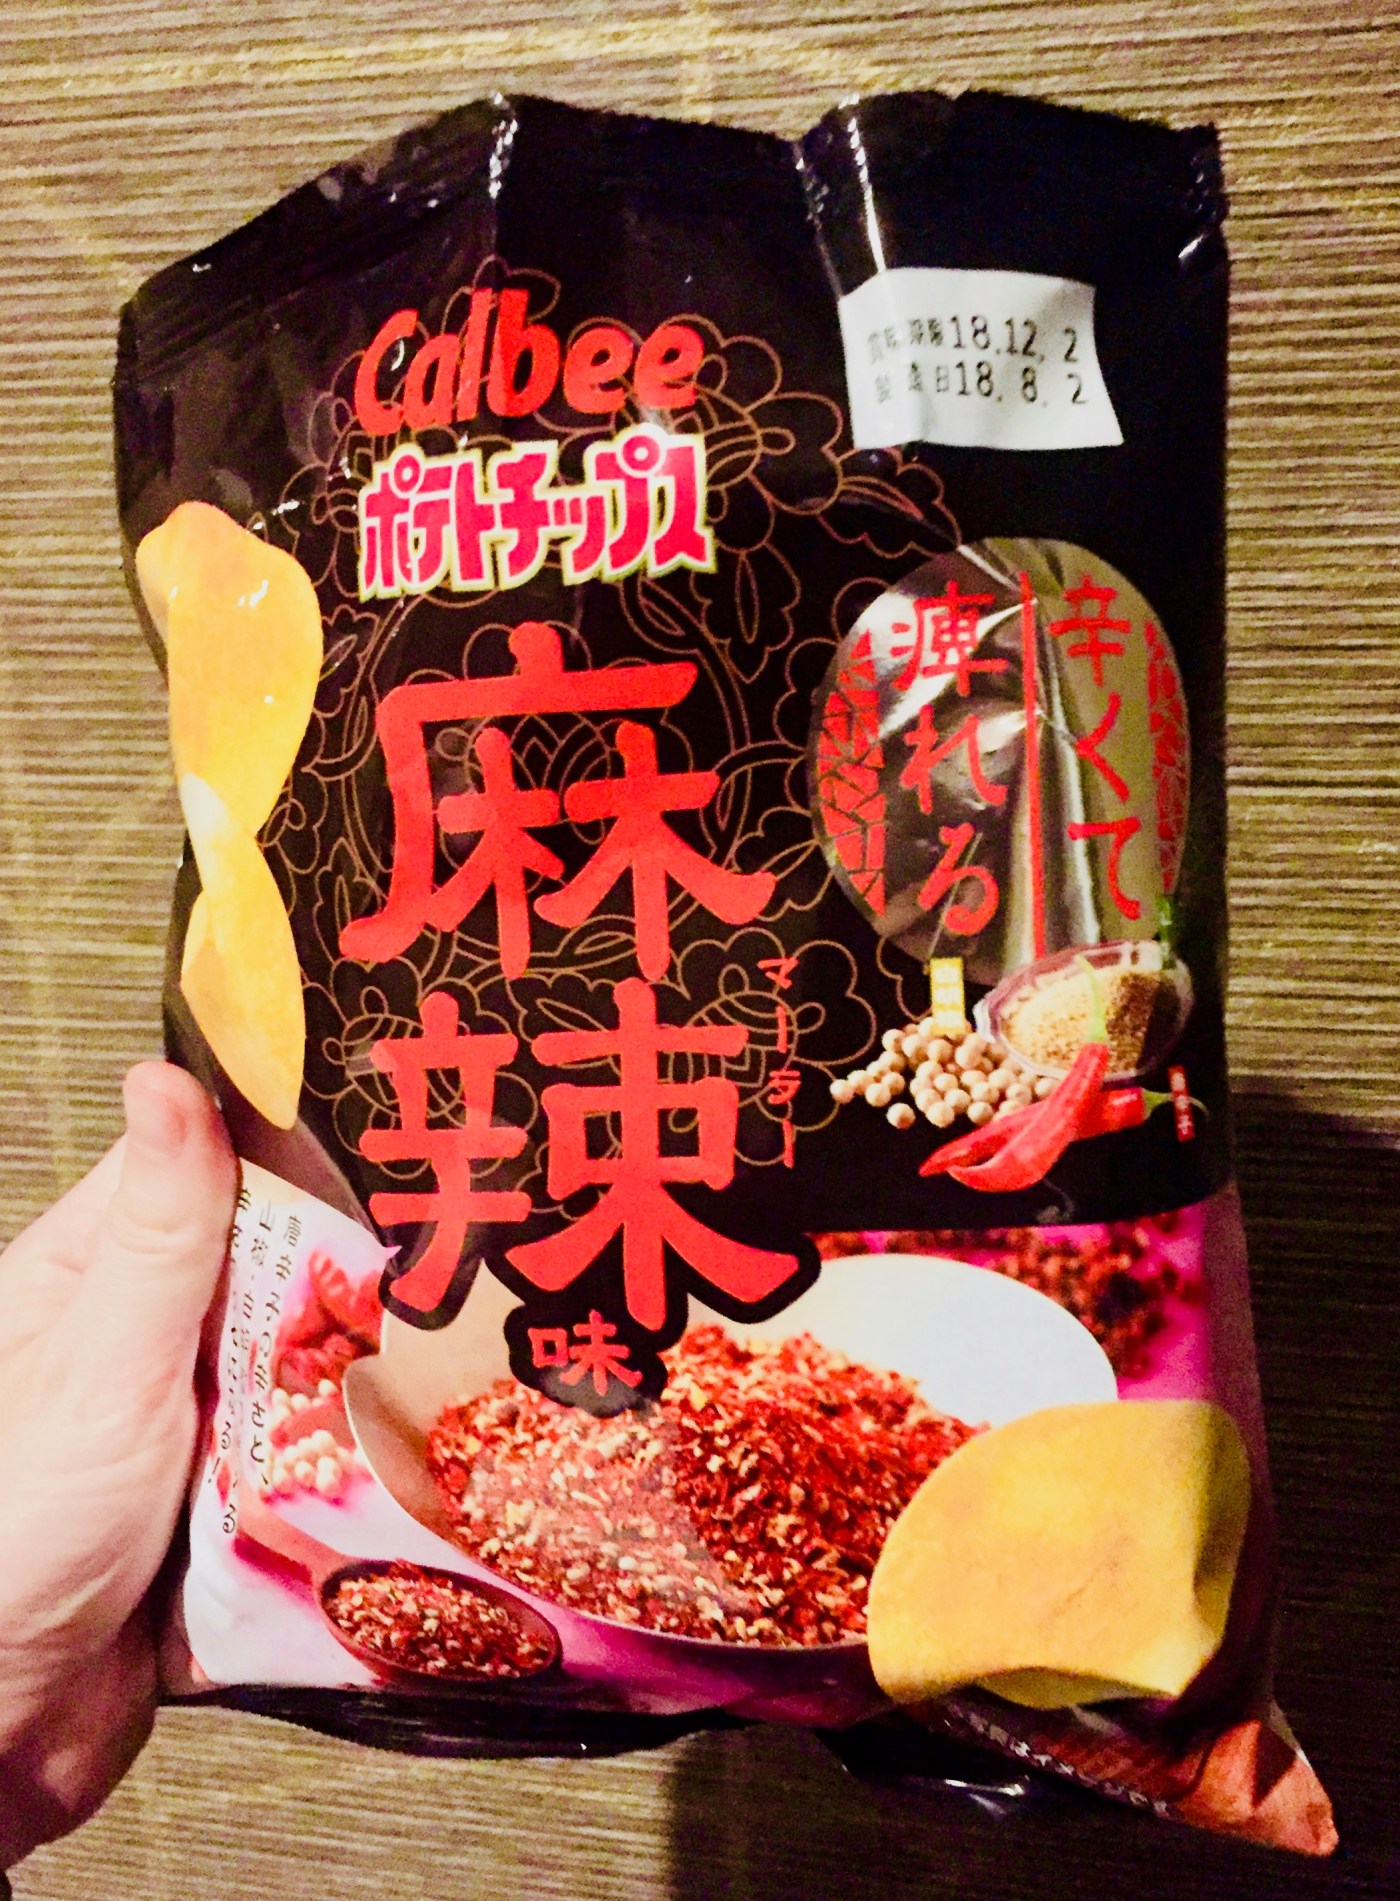 Calbee
ポテトチップス
賞味期限18.12. 2
製造日18. 8. 2
辛くて
痺れる
麻辣
マーラー
味